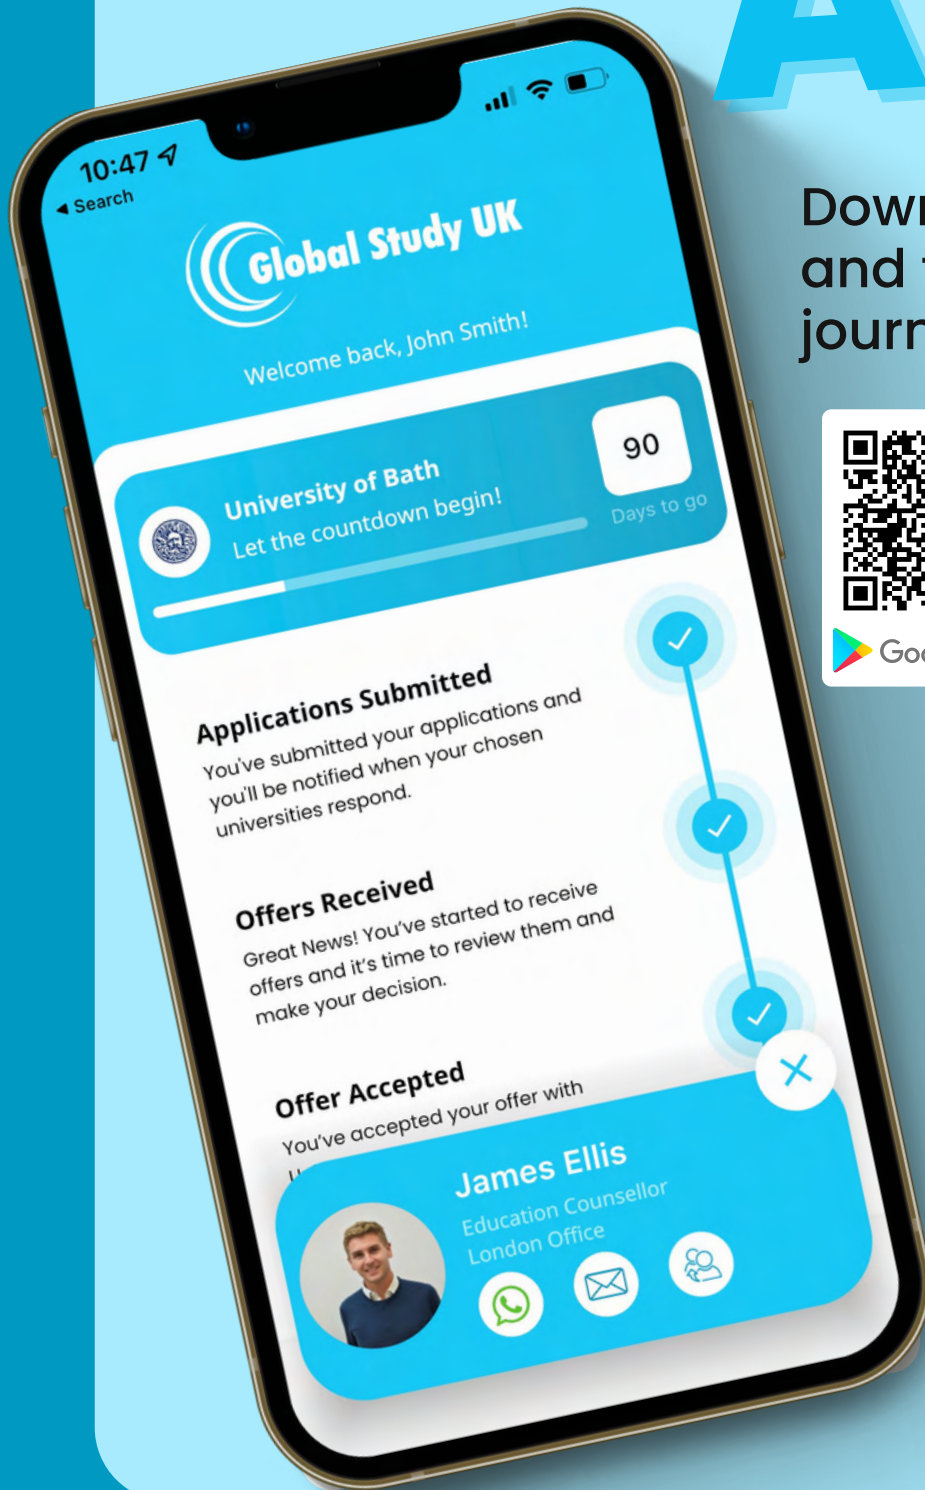 10:47
◀ Search
Global Study UK
Welcome back, John Smith!
University of Bath
Let the countdown begin!
90
Days to go
Applications Submitted
You've submitted your applications and
you'll be notified when your chosen
universities respond.
Offers Received
Great News! You've started to receive
offers and it's time to review them and
make your decision.
Offer Accepted
You've accepted your offer with
James Ellis
Education Counsellor
London Office
and